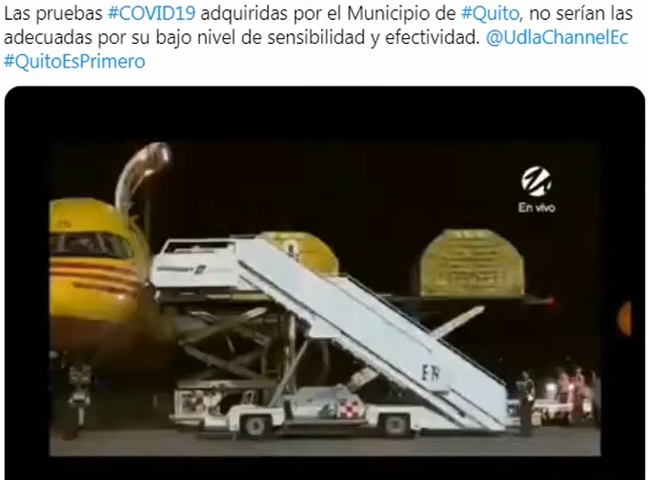 Las pruebas #COVID19 adquiridas por el Municipio de #Quito, no serían las
adecuadas por su bajo nivel de sensibilidad y efectividad. @UdlaChannelEc
#QuitoEsPrimero
En vivo